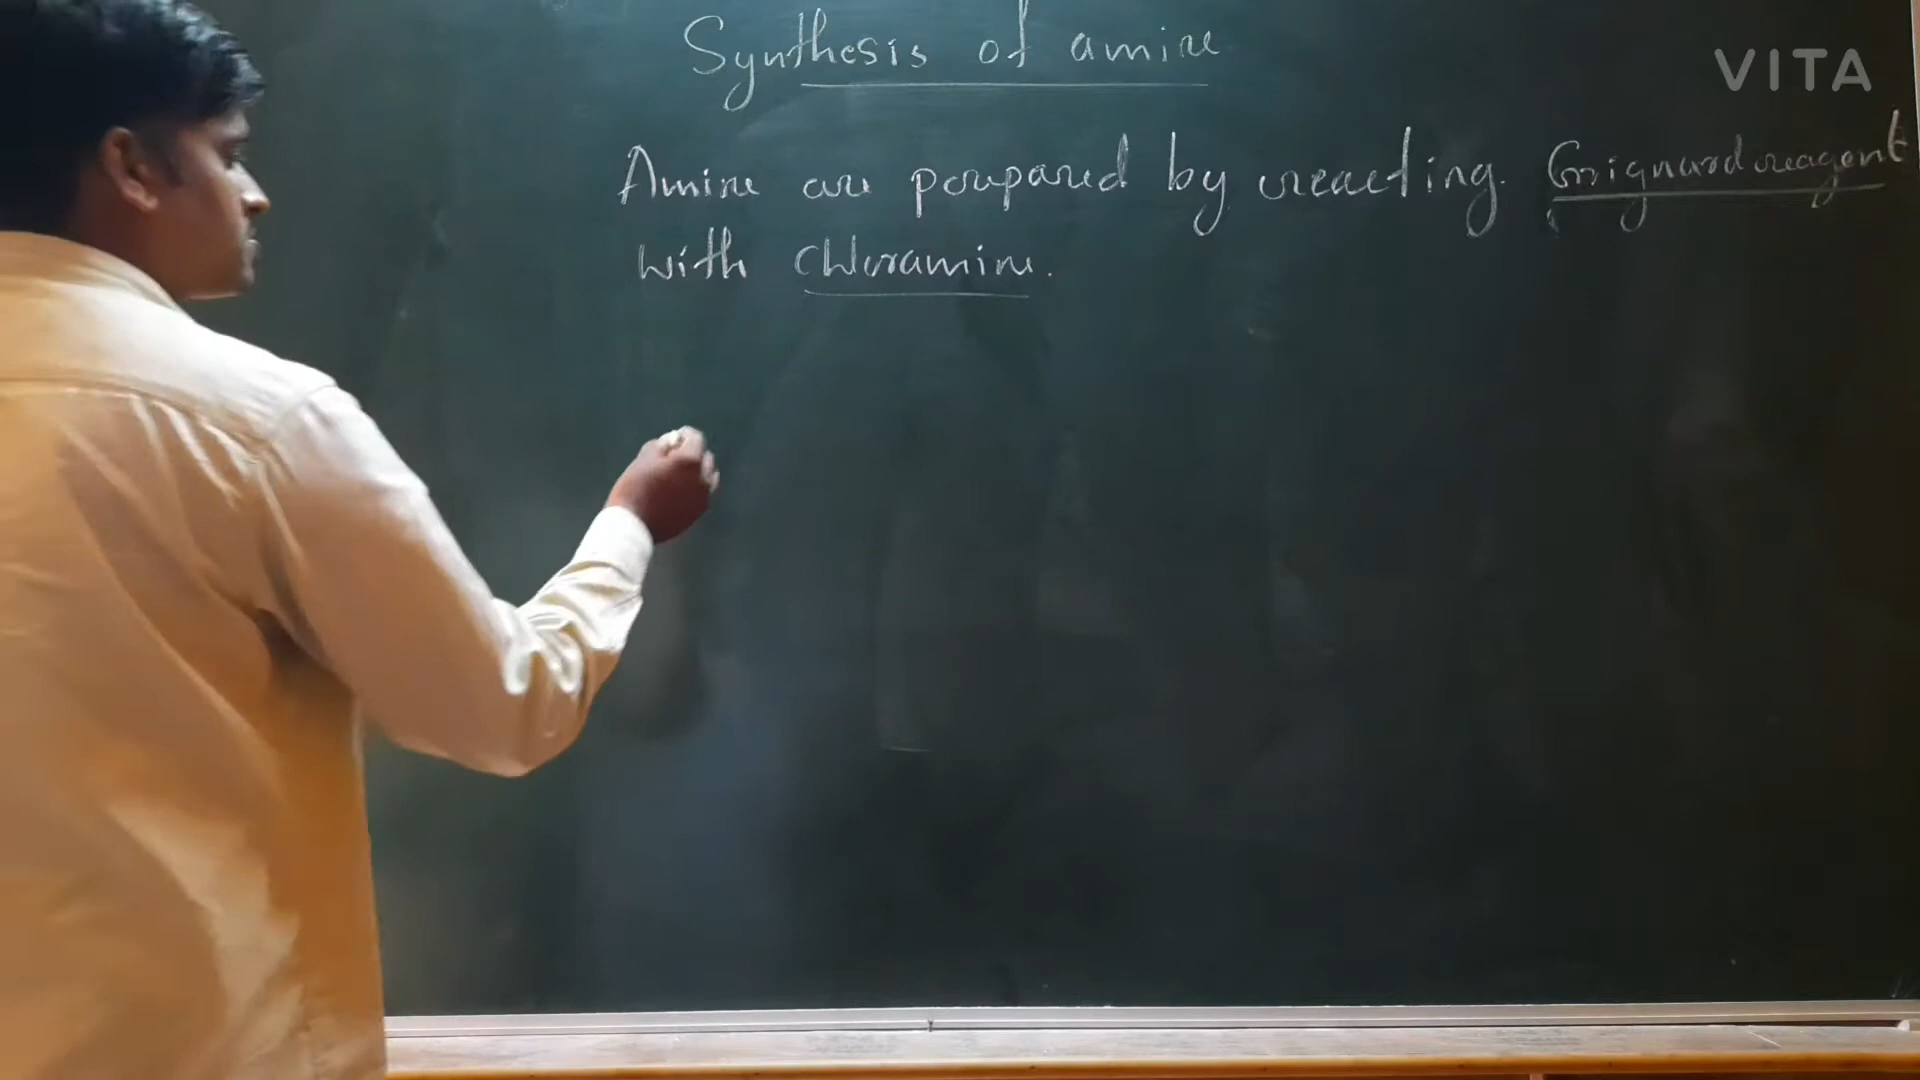 Synthesis of amine
VITA
Amine are prepared by reacting. Grignard reagent
with chloramine.